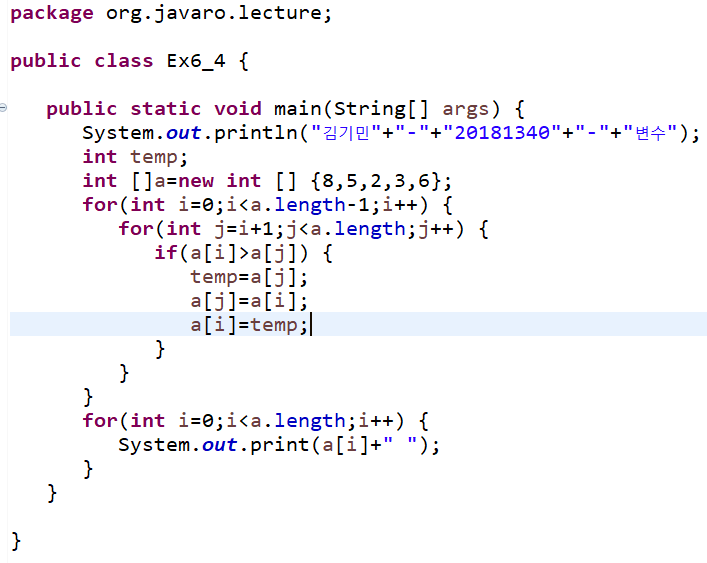 package org.javaro.lecture;
public class Ex6_4 {
public static void main(String[] args) {
System.out.println("김기민"+"-"+"20181340"+"-"+"변수");
int temp;
int []a=new int [] {8,5,2,3,6};
for(int i=0;i<a.length-1;i++) {
for(int j=i+1;j<a.length;j++) {
if(a[i]>a[j]) {
temp=a[j];
a[j]=a[i];
a[i]=temp;
}
}
}
for(int i=0;i<a.length;i++) {
System.out.print(a[i]+" ");
}
}
}